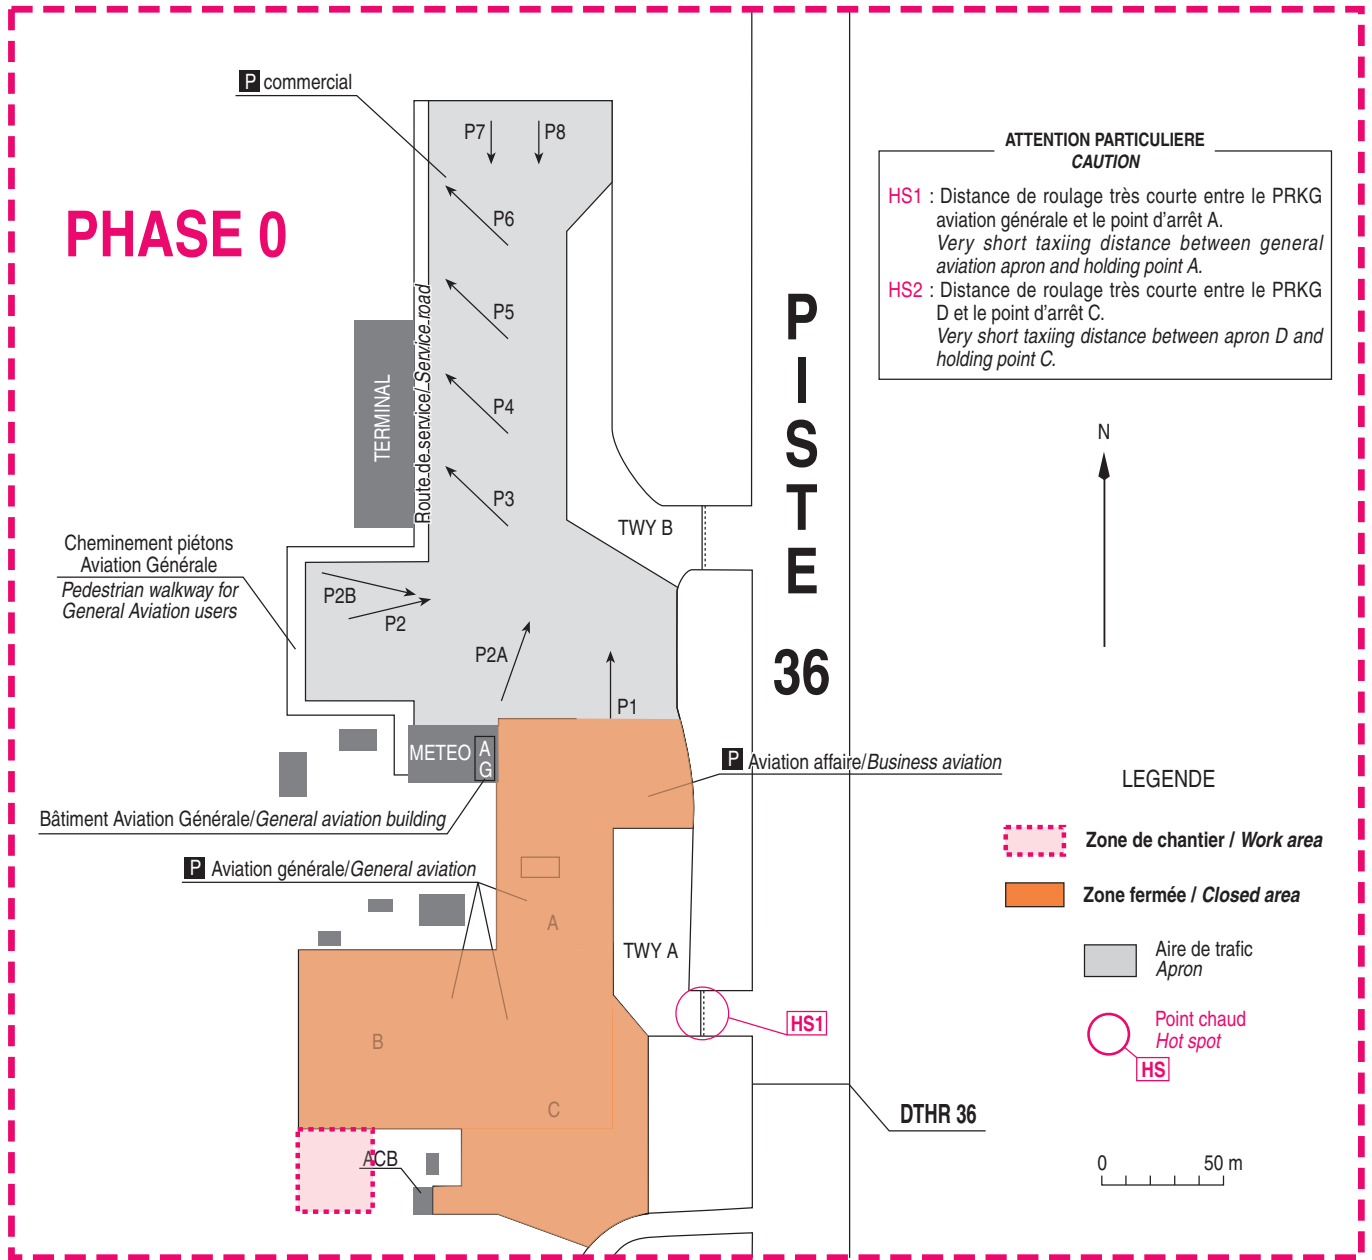 P commercial
P7
P8
PHASE 0
P6
P5
P4
P3
TERMINAL
Route de service/Service road
ATTENTION PARTICULIERE
CAUTION
HS1 : Distance de roulage très courte entre le PRKG
aviation générale et le point d'arrêt A.
Very short taxiing distance between general
aviation apron and holding point A.
HS2 : Distance de roulage très courte entre le PRKG
D et le point d'arrêt C.
Very short taxiing distance between apron D and
holding point C.
PISTE
36
N
TWY B
Cheminement piétons
Aviation Générale
Pedestrian walkway for
General Aviation users
P2B
P2
P2A
P1
METEO
AG
P Aviation affaire/Business aviation
Bâtiment Aviation Générale/General aviation building
P Aviation générale/General aviation
A
TWY A
B
C
HS1
ACB
DTHR 36
LEGENDE
Zone de chantier / Work area
Zone fermée / Closed area
Aire de trafic
Apron
Point chaud
Hot spot
HS
0 50 m